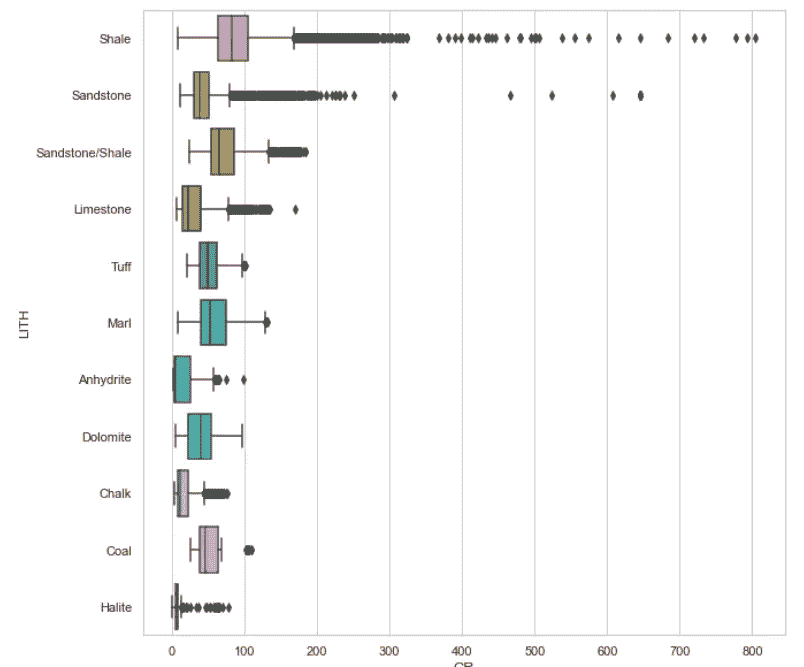 Shale
Sandstone
Sandstone/Shale
Limestone
Tuff
Marl
Anhydrite
Dolomite
Chalk
Coal
Halite
LITH
0 100 200 300 400 500 600 700 800